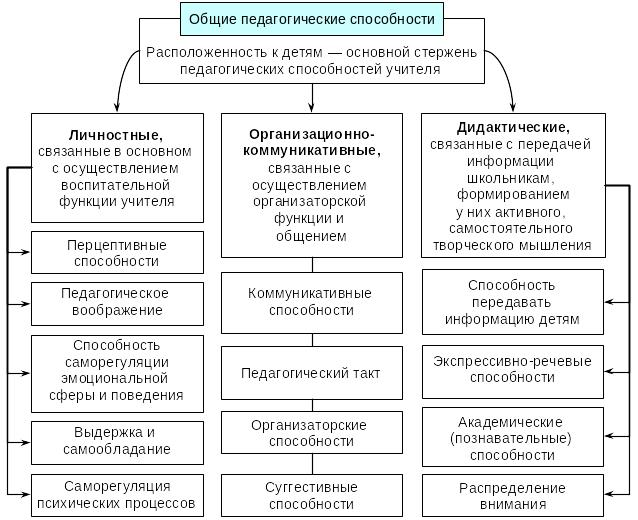 Общие педагогические способности
Расположенность к детям — основной стержень
педагогических способностей учителя
Личностные,
связанные в основном
с осуществлением
воспитательной
функции учителя
Перцептивные
способности
Педагогическое
воображение
Способность
саморегуляции
эмоциональной
сферы и поведения
Выдержка и
самообладание
Саморегуляция
психических процессов
Организационно-
коммуникативные,
связанные с
осуществлением
организаторской
функции и
общением
Коммуникативные
способности
Педагогический такт
Организаторские
способности
Суггестивные
способности
Дидактические,
связанные с передачей
информации
школьникам,
формированием
у них активного,
самостоятельного
творческого мышления
Способность
передавать
информацию детям
Экспрессивно-речевые
способности
Академические
(познавательные)
способности
Распределение
внимания